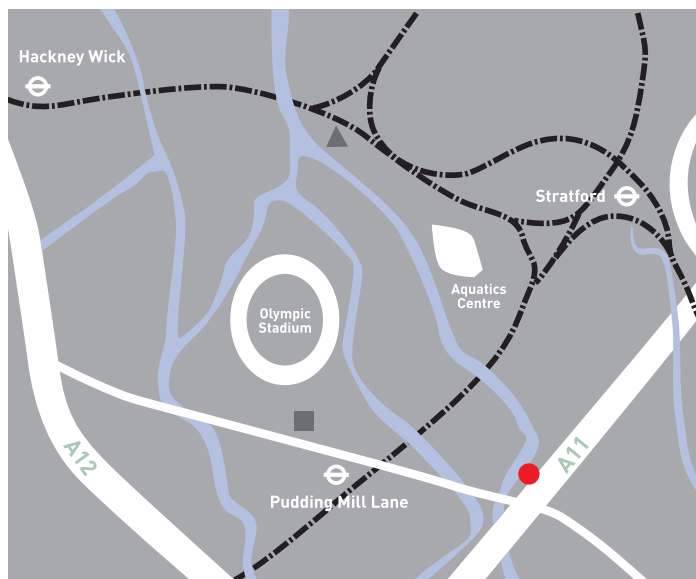 Hackney Wick
Stratford
Aquatics
Centre
Olympic
Stadium
A12
A11
Pudding Mill Lane